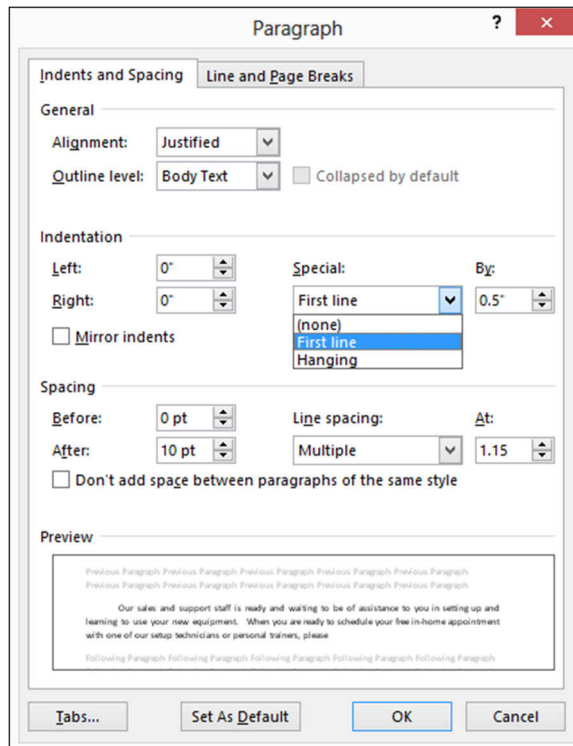 Paragraph ?
Indents and Spacing Line and Page Breaks
General
Alignment: Justified
Outline level: Body Text Collapsed by default
Indentation
Left: 0" Special: By:
Right: 0" First line 0.5"
Mirror indents (none)
First line
Hanging
Spacing
Before: 0 pt Line spacing: At:
After: 10 pt Multiple 1.15
Don't add space between paragraphs of the same style
Preview
Previous Paragraph Previous Paragraph Previous Paragraph Previous Paragraph Previous Paragraph
Previous Paragraph Previous Paragraph Previous Paragraph Previous Paragraph Previous Paragraph
Our sales and support staff is ready and waiting to be of assistance to you in setting up and
learning to use your new equipment. When you are ready to schedule your free in-home appointment
with one of our setup technicians or personal trainers, please
Following Paragraph Following Paragraph Following Paragraph Following Paragraph Following Paragraph
Tabs... Set As Default OK Cancel